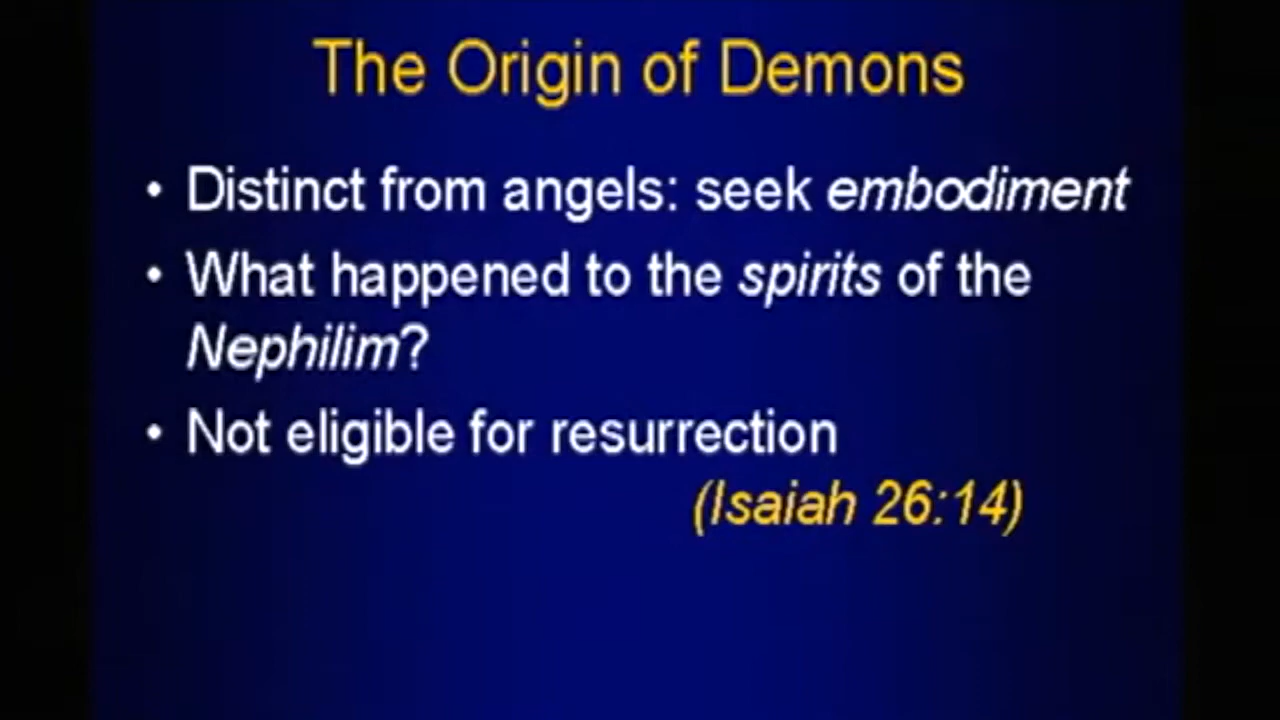 The Origin of Demons
• Distinct from angels: seek embodiment
• What happened to the spirits of the
Nephilim?
• Not eligible for resurrection
(Isaiah 26:14)